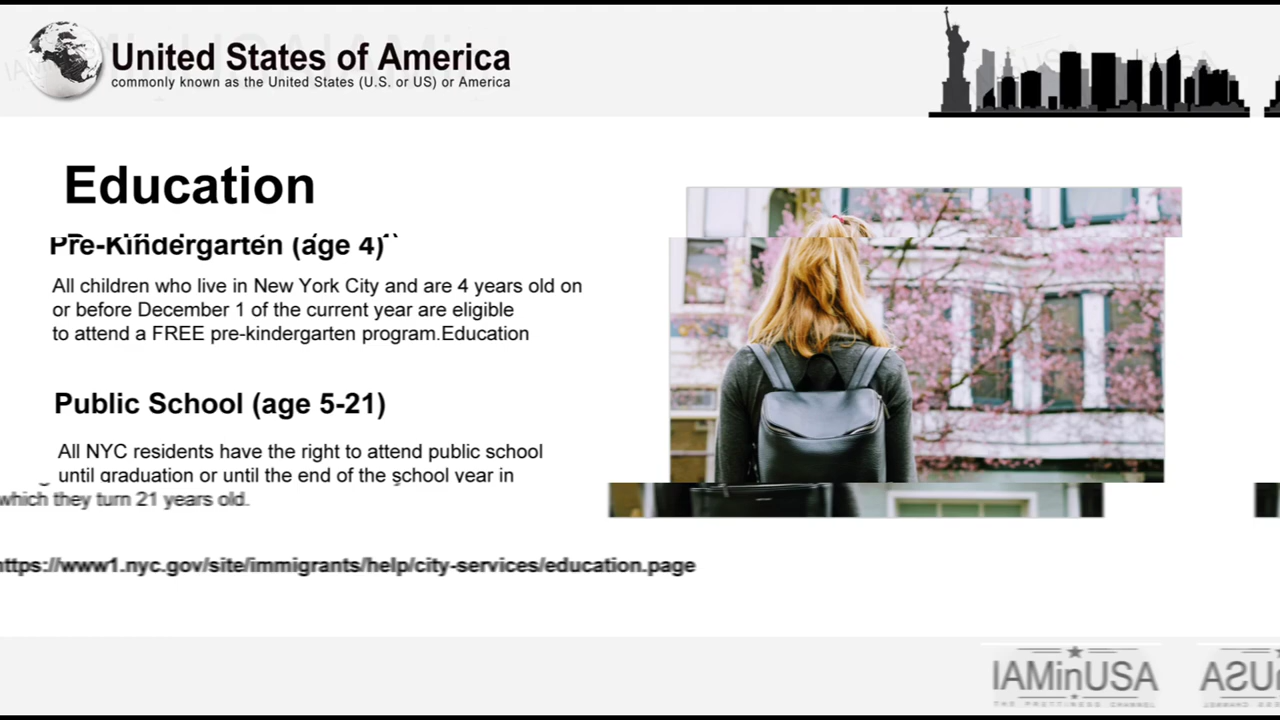 United States of America
commonly known as the United States (U.S. or US) or America
Education
Pre-Kindergarten (age 4)
All children who live in New York City and are 4 years old on
or before December 1 of the current year are eligible
to attend a FREE pre-kindergarten program.Education
Public School (age 5-21)
All NYC residents have the right to attend public school
until graduation or until the end of the school year in
which they turn 21 years old.
https://www1.nyc.gov/site/immigrants/help/city-services/education.page
IAMinUSA
THE PRETTINESS CHANNEL